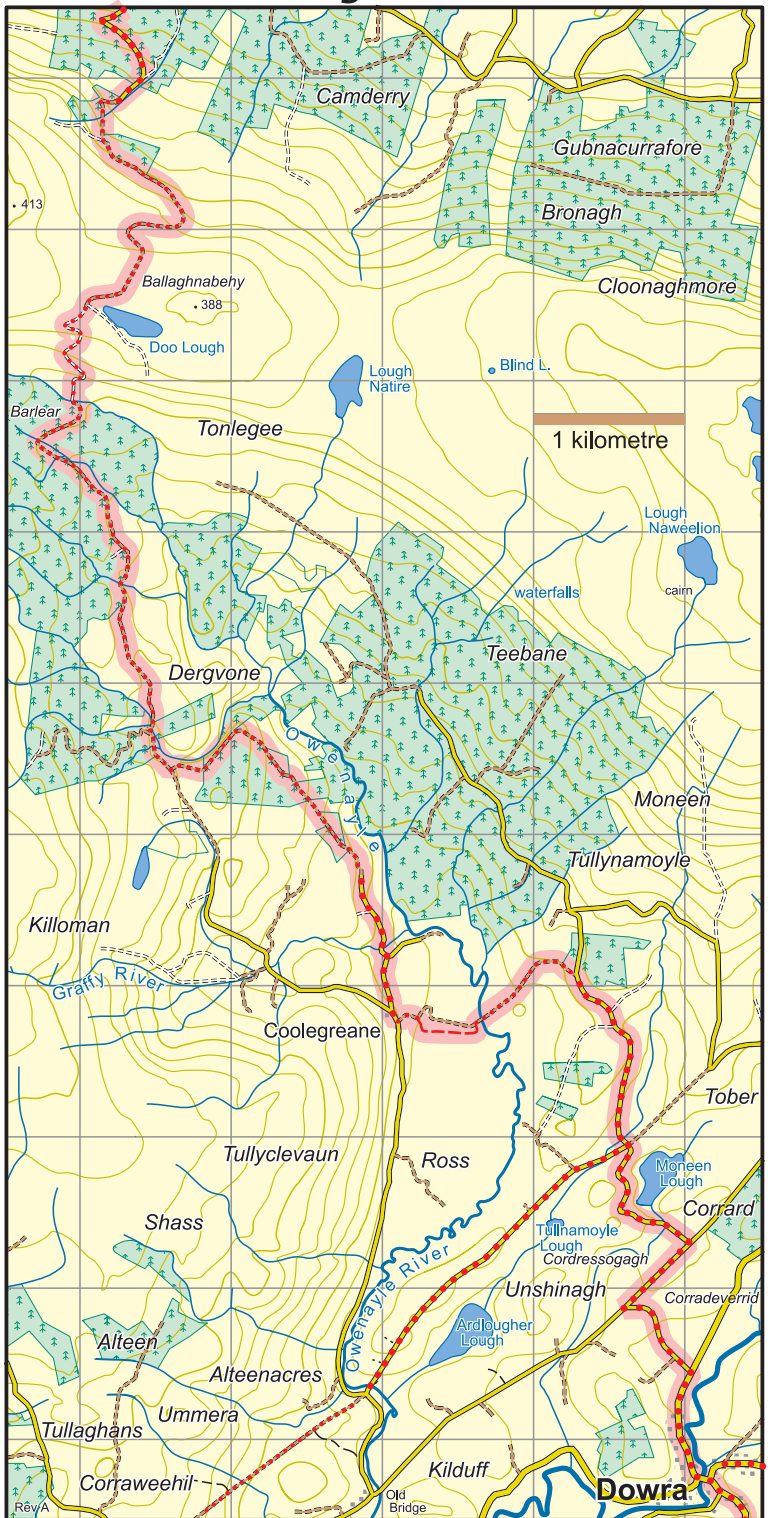 Camderry
Gubnacurrafore
413
Bronagh
Ballaghnabehy
Cloonaghmore
388
Doo Lough
Lough
Natire
Blind L.
Barlear
Tonlegee
1 kilometre
Lough
Naweelion
waterfalls
cairn
Teebane
Dergvone
Owenayle
Moneen
Tullynamoyle
Killoman
Graffy River
Coolegreane
Tober
Tullyclevaun
Ross
Moneen
Lough
Corrard
Shass
Tullnamoyle
Lough
Cordressogagh
Owenayle River
Unshinagh
Corradeverrid
Ardlougher
Lough
Alteen
Alteenacres
Ummera
Tullaghans
Kilduff
Corraweehil
Dowra
Old
Bridge
Rev A